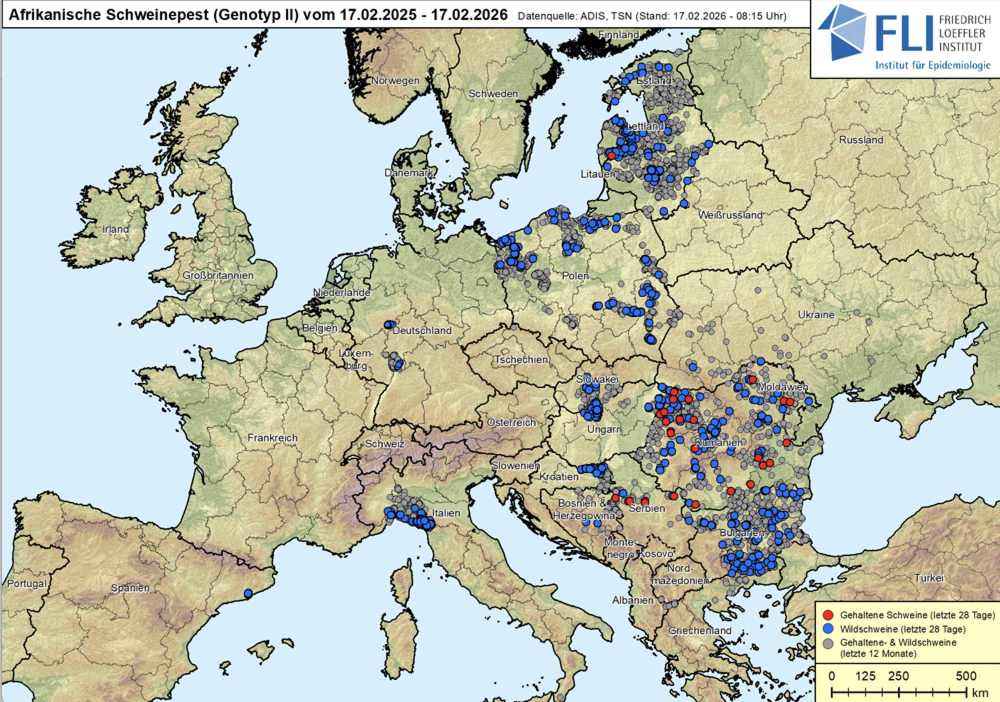 Afrikanische Schweinepest (Genotyp II) vom 17.02.2025 - 17.02.2026 Datenquelle: ADIS, TSN (Stand: 17.02.2026 - 08:15 Uhr)
FLI FRIEDRICH
LOEFFLER
INSTITUT
Institut für Epidemiologie
Finnland
Norwegen
Estland
Schweden
Lettland
Russland
Dänemark
Litauen
Weißrussland
Irland
Großbritannien
Polen
Niederlande
Ukraine
Belgien
Deutschland
Luxem-
burg
Tschechien
Slowakei
Moldawien
Österreich
Ungarn
Frankreich
Schweiz
Rumänien
Slowenien
Kroatien
Bosnien &
Herzegowina
Serbien
Italien
Bulgarien
Monte-
negro
Kosovo
Nord-
mazedonien
Türkei
Portugal
Spanien
Albanien
Griechenland
Gehaltene Schweine (letzte 28 Tage)
Wildschweine (letzte 28 Tage)
Gehaltene- & Wildschweine
(letzte 12 Monate)
0 125 250 500
km